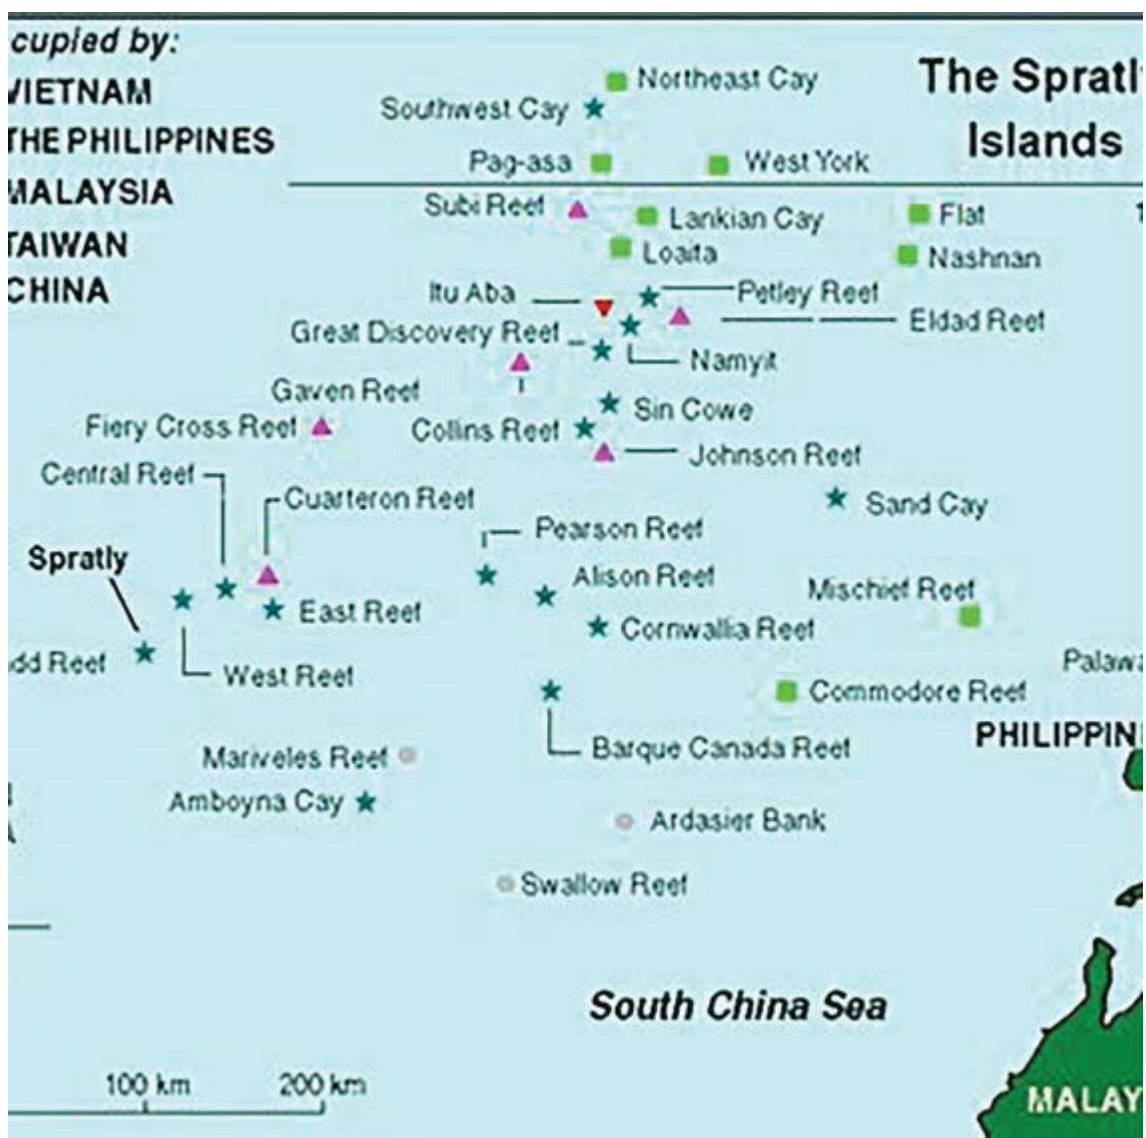 cupied by:
VIETNAM
THE PHILIPPINES
MALAYSIA
TAIWAN
CHINA
The Spratly
Islands
Northeast Cay
Southwest Cay
Pag-asa
West York
Subi Reef
Lankian Cay
Flat
Loaita
Nashnan
Itu Aba
Petley Reef
Great Discovery Reef
Eldad Reef
Namyit
Gaven Reef
Sin Cowe
Fiery Cross Reef
Collins Reef
Johnson Reef
Central Reef
Cuarteron Reef
Sand Cay
Pearson Reef
Spratly
Alison Reef
Mischief Reef
East Reef
Cornwallia Reef
dd Reef
West Reef
Palawa
Commodore Reef
PHILIPPIN
Mariveles Reef
Barque Canada Reef
Amboyna Cay
Ardasier Bank
Swallow Reef
South China Sea
100 km
200 km
MALAY